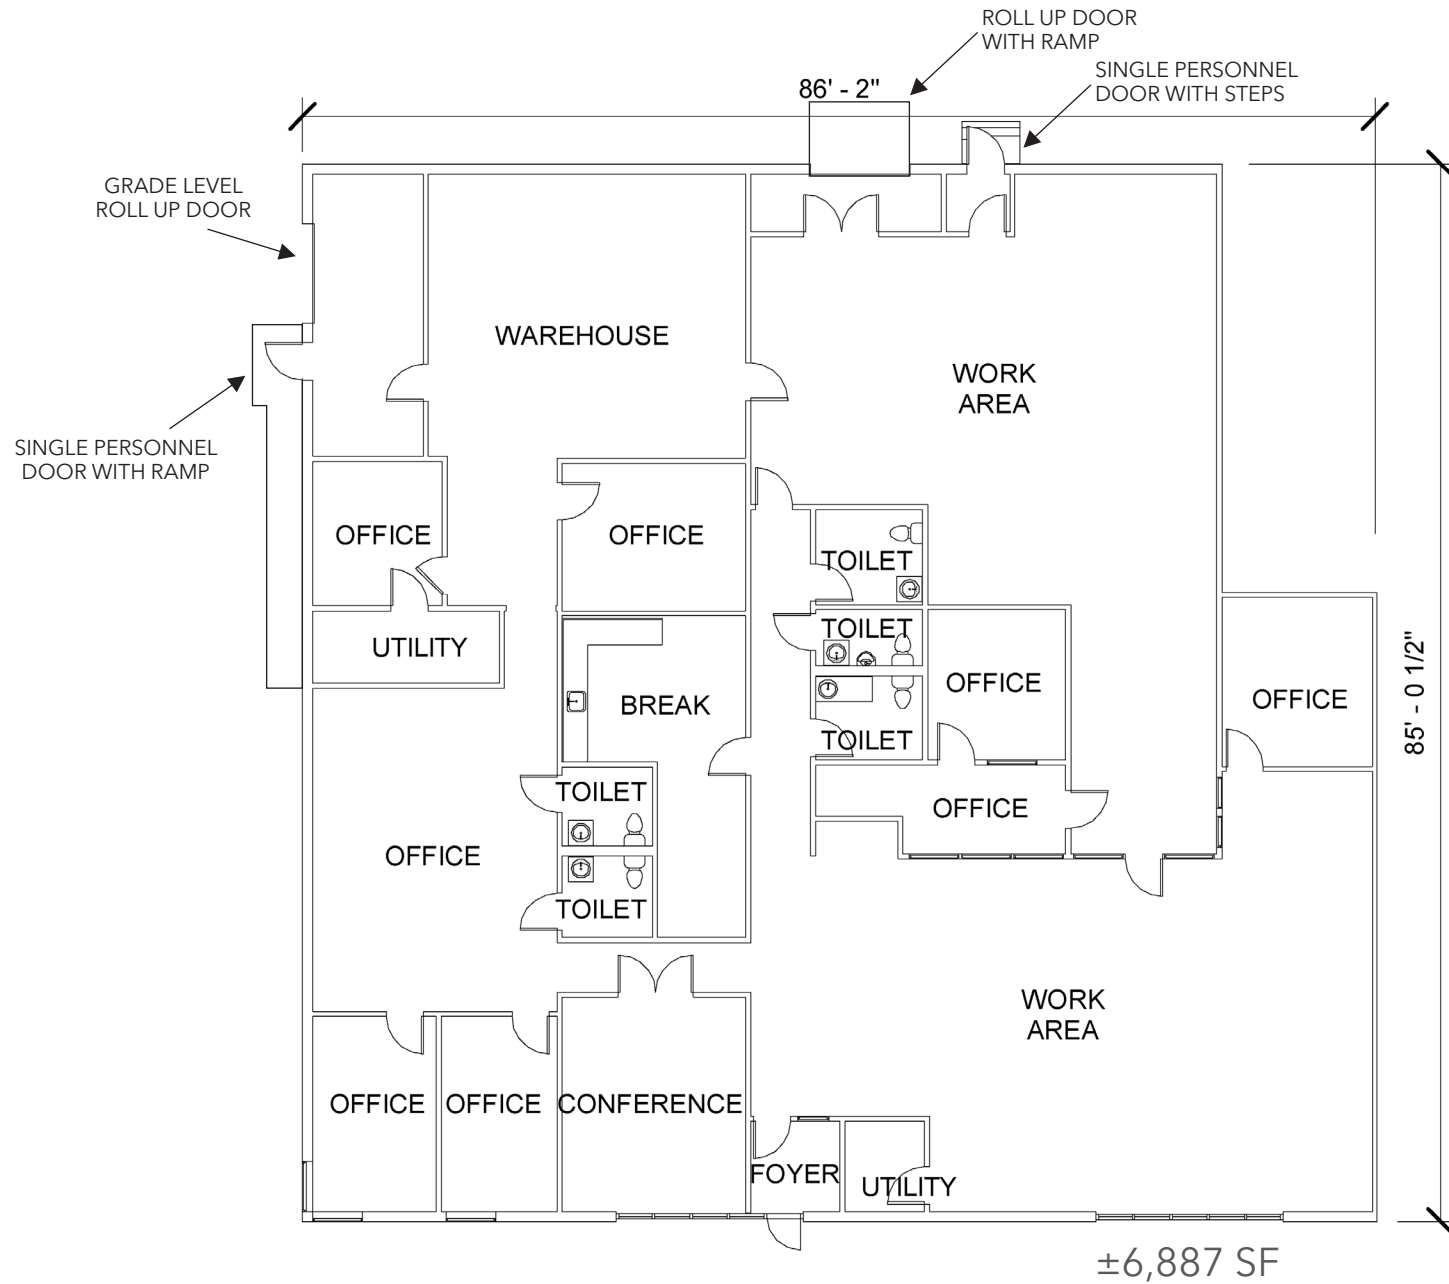 ROLL UP DOOR
WITH RAMP
SINGLE PERSONNEL
DOOR WITH STEPS
86' - 2"
GRADE LEVEL
ROLL UP DOOR
WAREHOUSE
WORK
AREA
SINGLE PERSONNEL
DOOR WITH RAMP
OFFICE
OFFICE
TOILET
TOILET
UTILITY
OFFICE
OFFICE
BREAK
TOILET
85' - 0 1/2"
TOILET
OFFICE
OFFICE
TOILET
WORK
AREA
OFFICE
OFFICE
CONFERENCE
FOYER
UTILITY
±6,887 SF